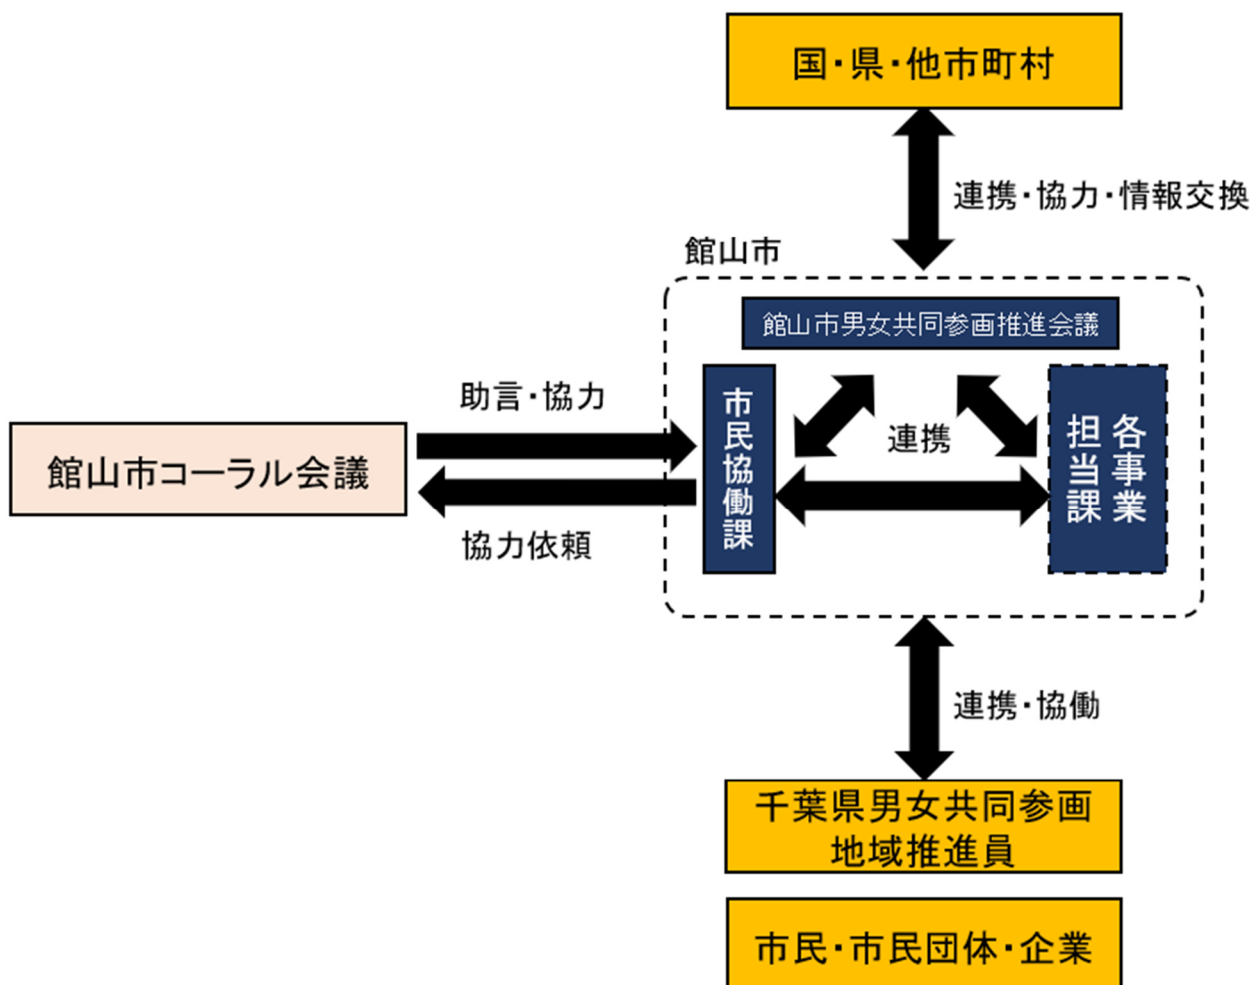 国・県・他市町村
連携・協力・情報交換
館山市
館山市男女共同参画推進会議
助言・協力
館山市コーラル会議
協力依頼
市民協働課
連携
各事業
担当課
連携・協働
千葉県男女共同参画
地域推進員
市民・市民団体・企業